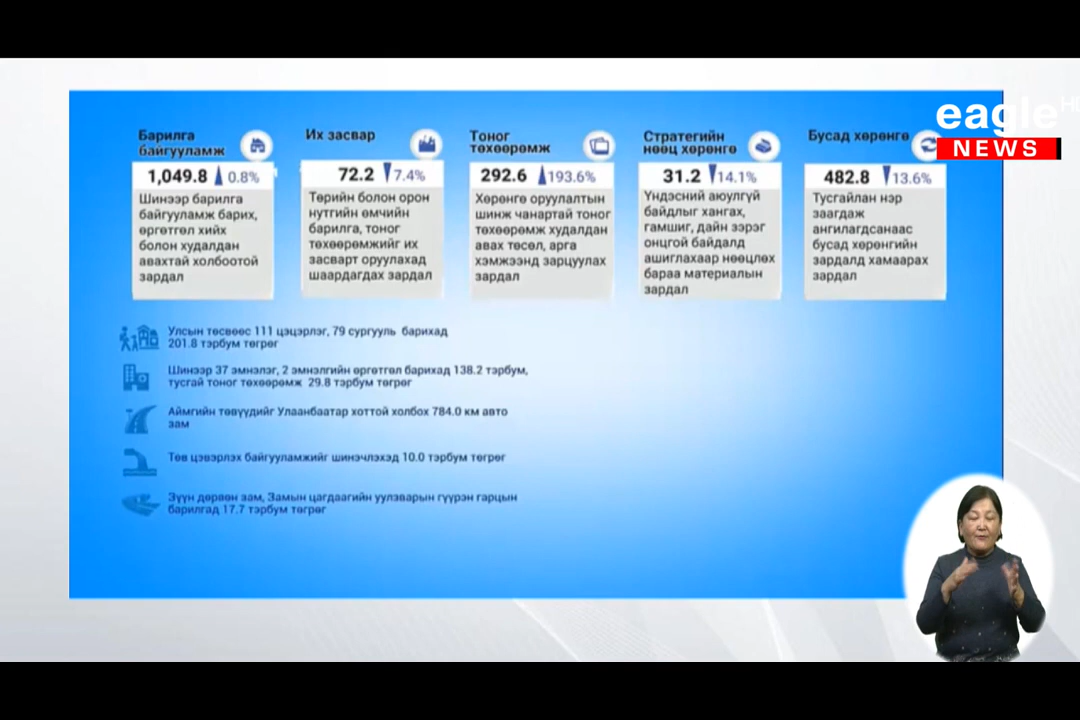 eagle HD
NEWS
Барилга
байгууламж
1,049.8 0.8%
Шинээр барилга
байгууламж барих,
өргөтгөл хийх
болон худалдан
авахтай холбоотой
зардал
Их засвар
72.2 7.4%
Төрийн болон орон
нутгийн өмчийн
барилга, тоног
төхөөрөмжийг их
засварт оруулахад
шаардагдах зардал
Тоног
төхөөрөмж
292.6 193.6%
Хөрөнгө оруулалтын
шинж чанартай тоног
төхөөрөмж худалдан
авах төсөл, арга
хэмжээнд зарцуулах
зардал
Стратегийн
нөөц хөрөнгө
31.2 14.1%
Үндэсний аюулгүй
байдлыг хангах,
гамшиг, дайн зэрэг
онцгой байдалд
ашиглахаар нөөцлөх
бараа материалын
зардал
Бусад хөрөнгө
482.8 13.6%
Тусгайлан нэр
заагдаж
ангилагдсанаас
бусад хөрөнгийн
зардалд хамаарах
зардал
Улсын төсвөөс 111 цэцэрлэг, 79 сургууль барихад
201.8 тэрбум төгрөг
Шинээр 37 эмнэлэг, 2 эмнэлгийн өргөтгөл барихад 138.2 тэрбум,
тусгай тоног төхөөрөмж 29.8 тэрбум төгрөг
Аймгийн төвүүдийг Улаанбаатар хоттой холбох 784.0 км авто
зам
Төв цэвэрлэх байгууламжийг шинэчлэхэд 10.0 тэрбум төгрөг
Зүүн дөрвөн зам, Замын цагдаагийн уулзварын гүүрэн гарцын
барилгад 17.7 тэрбум төгрөг